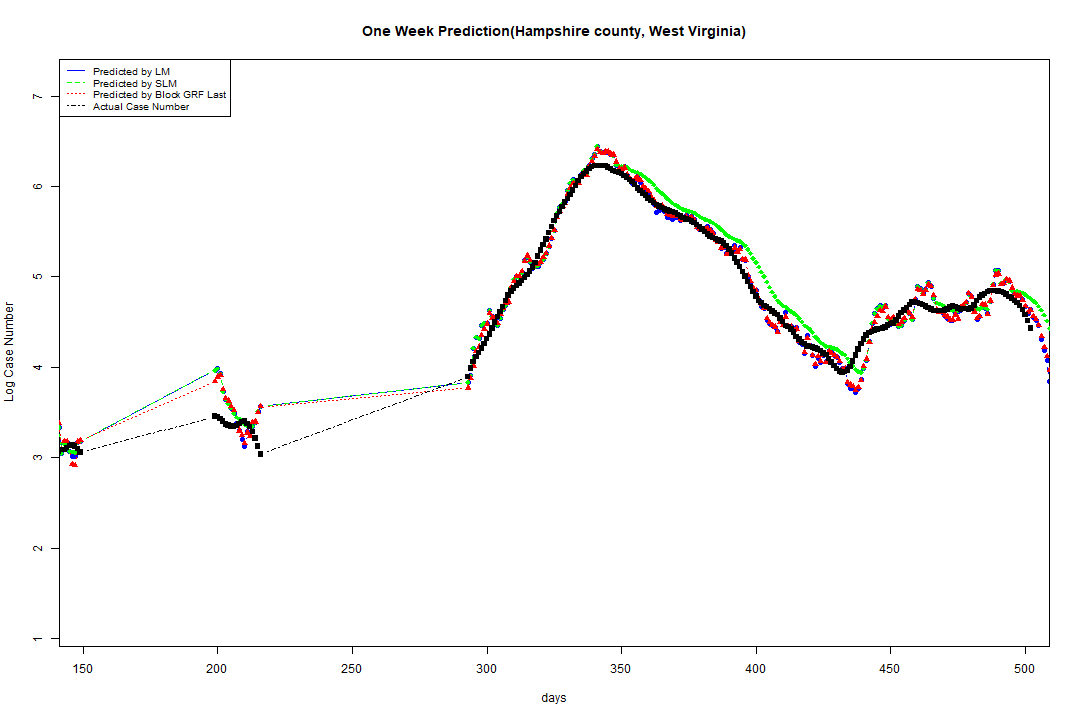 One Week Prediction(Hampshire county, West Virginia)
Predicted by LM
Predicted by SLM
Predicted by Block GRF Last
Actual Case Number
Log Case Number
7
6
5
4
3
2
1
150 200 250 300 350 400 450 500
days